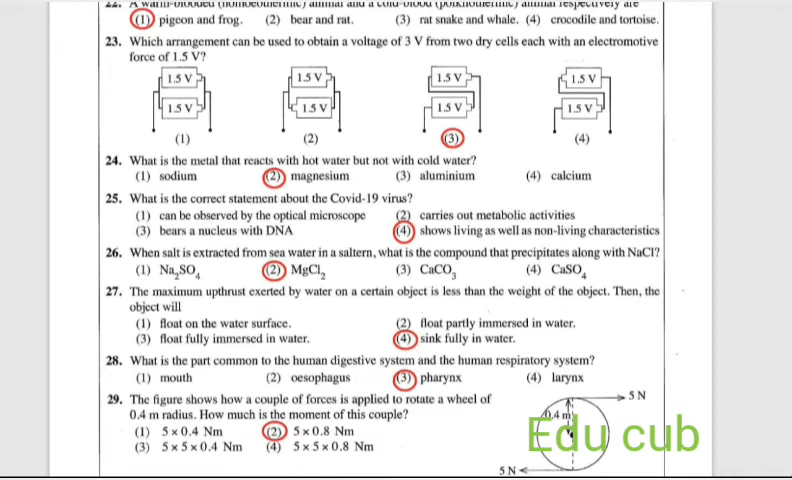 22. A warm-blooded (homeothermic) animal and a cold-blood (poikilothermic) animal respectively are
(1) pigeon and frog. (2) bear and rat. (3) rat snake and whale. (4) crocodile and tortoise.
23. Which arrangement can be used to obtain a voltage of 3 V from two dry cells each with an electromotive
force of 1.5 V?
1.5 V 1.5 V 1.5 V 1.5 V
1.5 V 1.5 V 1.5 V 1.5 V
(1) (2) (3) (4)
24. What is the metal that reacts with hot water but not with cold water?
(1) sodium (2) magnesium (3) aluminium (4) calcium
25. What is the correct statement about the Covid-19 virus?
(1) can be observed by the optical microscope (2) carries out metabolic activities
(3) bears a nucleus with DNA (4) shows living as well as non-living characteristics
26. When salt is extracted from sea water in a saltern, what is the compound that precipitates along with NaCl?
(1) Na₂SO₄ (2) MgCl₂ (3) CaCO₃ (4) CaSO₄
27. The maximum upthrust exerted by water on a certain object is less than the weight of the object. Then, the
object will
(1) float on the water surface. (2) float partly immersed in water.
(3) float fully immersed in water. (4) sink fully in water.
28. What is the part common to the human digestive system and the human respiratory system?
(1) mouth (2) oesophagus (3) pharynx (4) larynx
29. The figure shows how a couple of forces is applied to rotate a wheel of
0.4 m radius. How much is the moment of this couple?
(1) 5 × 0.4 Nm (2) 5 × 0.8 Nm
(3) 5 × 5 × 0.4 Nm (4) 5 × 5 × 0.8 Nm
5 N
0.4 m
Edu cub
5 N